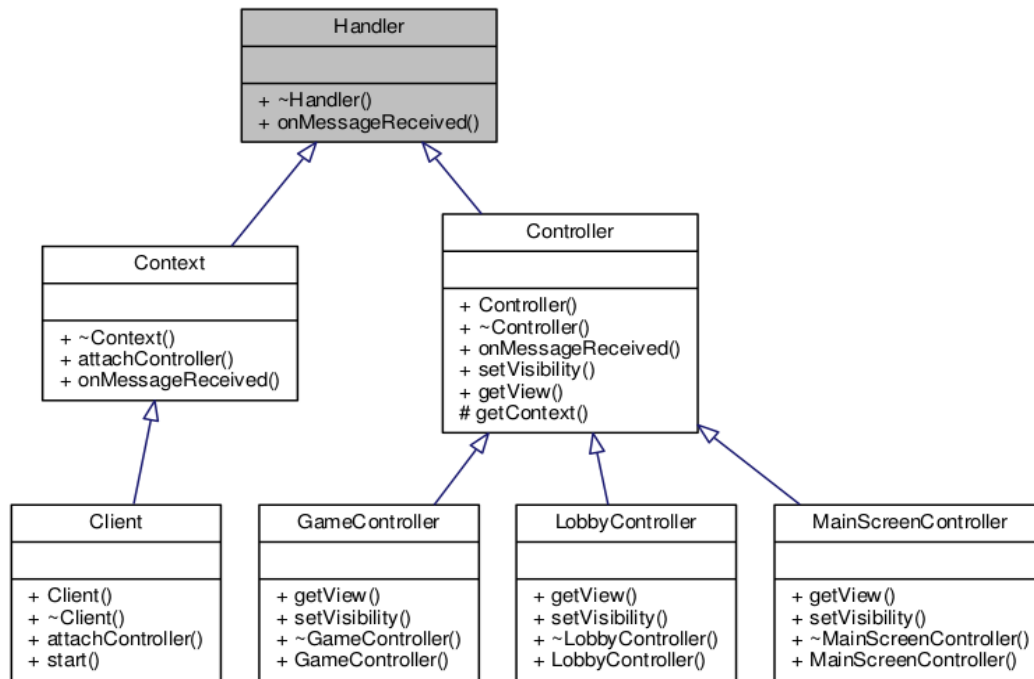 Handler
+ ~Handler()
+ onMessageReceived()
Context
+ ~Context()
+ attachController()
+ onMessageReceived()
Controller
+ Controller()
+ ~Controller()
+ onMessageReceived()
+ setVisibility()
+ getView()
# getContext()
Client
+ Client()
+ ~Client()
+ attachController()
+ start()
GameController
+ getView()
+ setVisibility()
+ ~GameController()
+ GameController()
LobbyController
+ getView()
+ setVisibility()
+ ~LobbyController()
+ LobbyController()
MainScreenController
+ getView()
+ setVisibility()
+ ~MainScreenController()
+ MainScreenController()